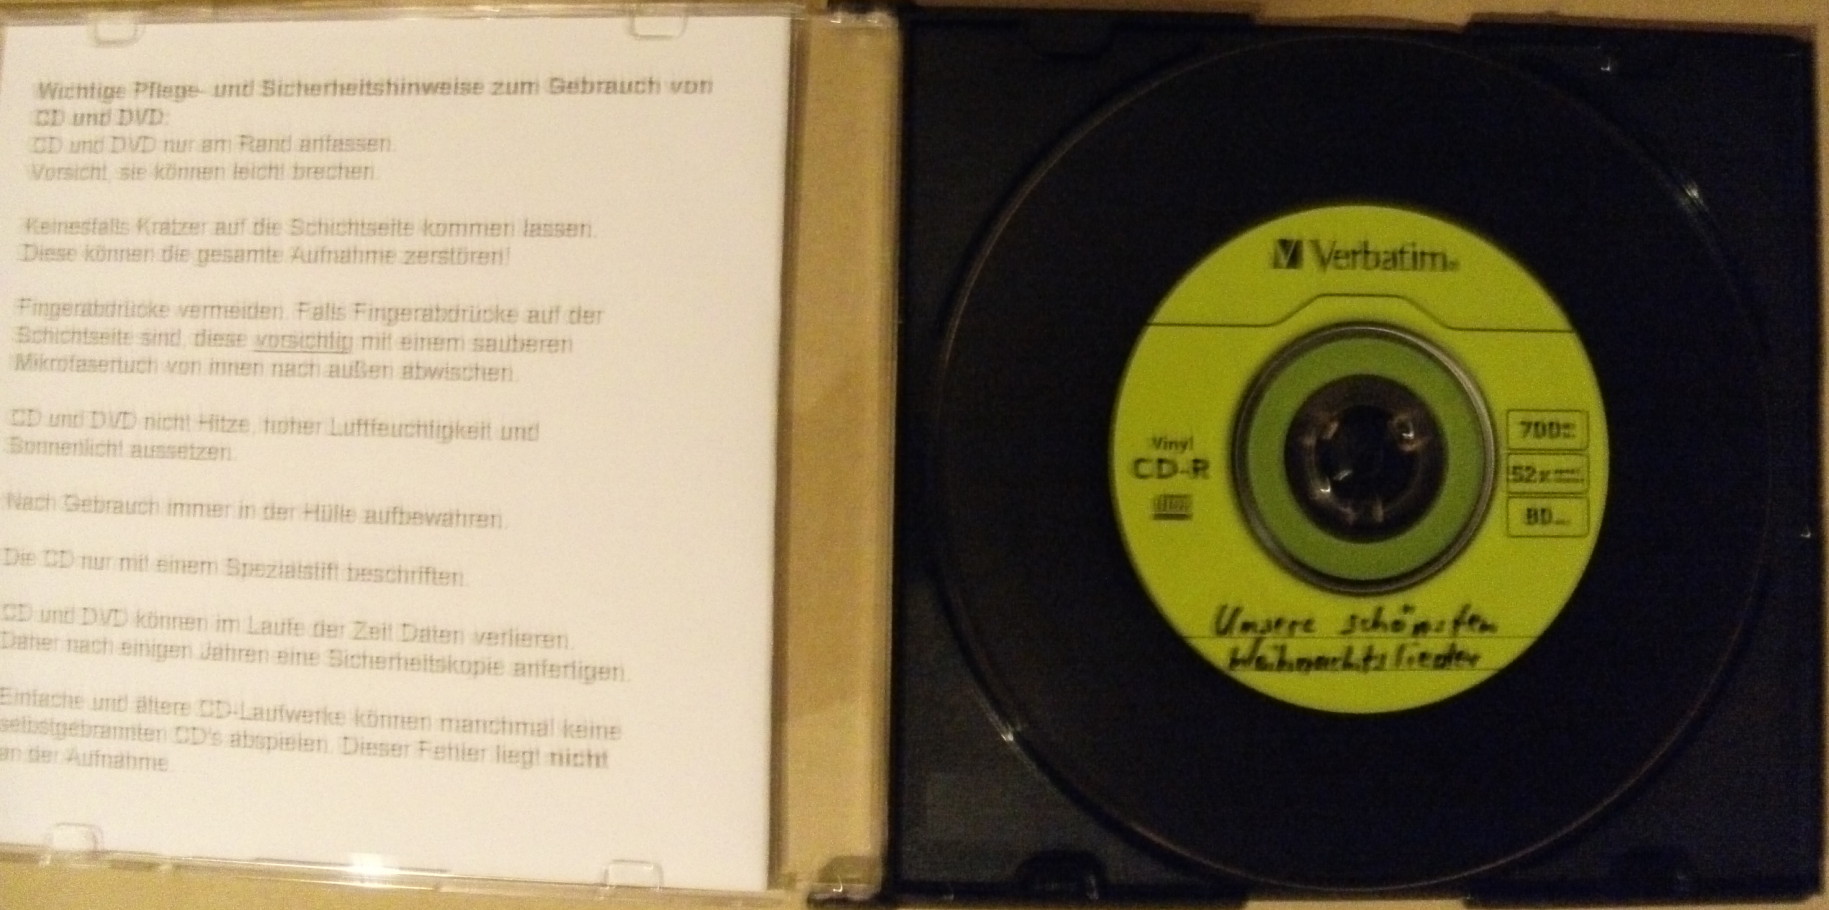 Wichtige Pflege- und Sicherheitshinweise zum Gebrauch von
CD und DVD:
CD und DVD nur am Rand anfassen.
Vorsicht, sie können leicht brechen.
Keinesfalls Kratzer auf die Schichtseite kommen lassen.
Diese können die gesamte Aufnahme zerstören!
Fingerabdrücke vermeiden. Falls Fingerabdrücke auf der
Schichtseite sind, diese vorsichtig mit einem sauberen
Mikrofasertuch von innen nach außen abwischen.
CD und DVD nicht Hitze, hoher Luftfeuchtigkeit und
Sonnenlicht aussetzen.
Nach Gebrauch immer in der Hülle aufbewahren.
Die CD nur mit einem Spezialstift beschriften.
CD und DVD können im Laufe der Zeit Daten verlieren.
Daher nach einigen Jahren eine Sicherheitskopie anfertigen.
Einfache und ältere CD-Laufwerke können manchmal keine
selbstgebrannten CD's abspielen. Dieser Fehler liegt nicht
an der Aufnahme.
Verbatim
Vinyl
CD-R
700
52x
80
Unsere schönsten
Weihnachtslieder